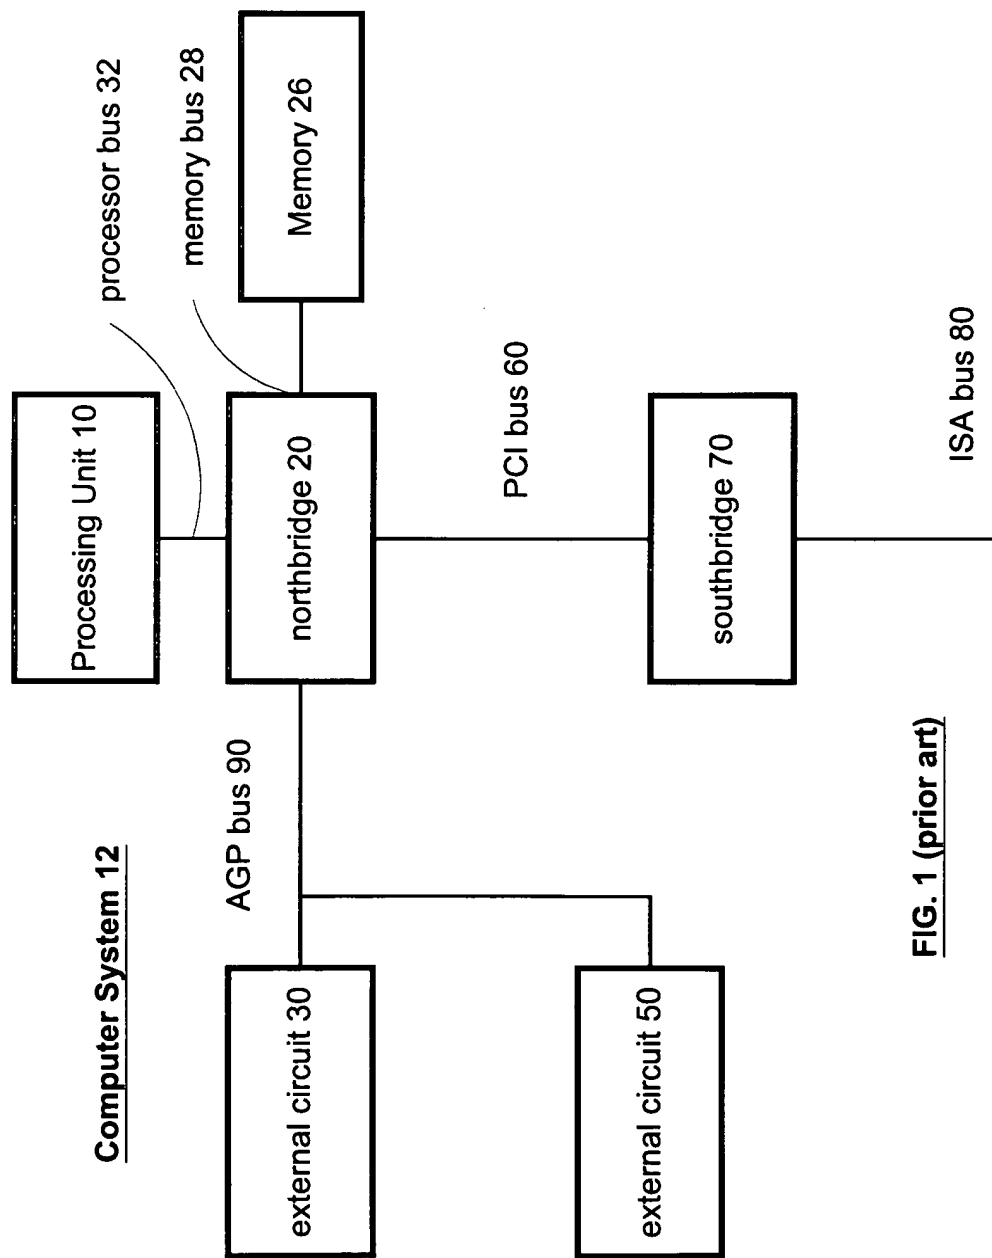 Computer System 12
Processing Unit 10
processor bus 32
memory bus 28
AGP bus 90
external circuit 30
northbridge 20
Memory 26
PCI bus 60
external circuit 50
southbridge 70
ISA bus 80
FIG. 1 (prior art)